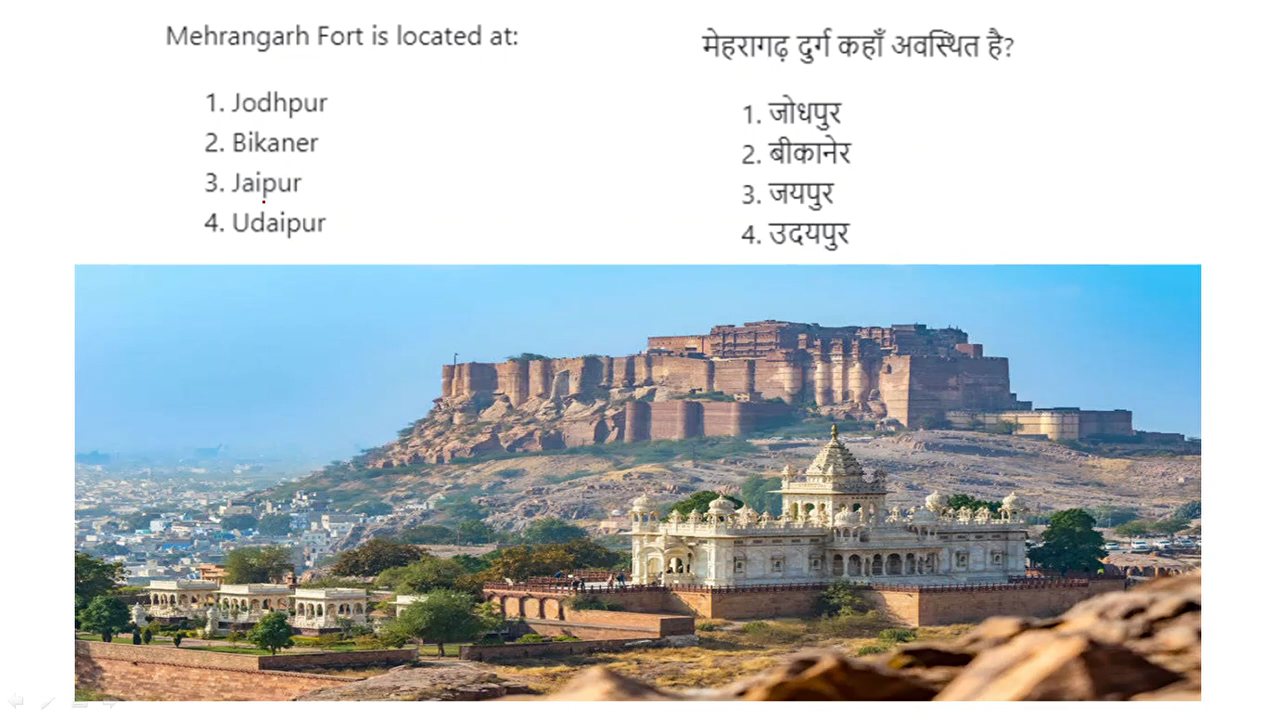 Mehrangarh Fort is located at:
1. Jodhpur
2. Bikaner
3. Jaipur
4. Udaipur
मेहरागढ़ दुर्ग कहाँ अवस्थित है?
1. जोधपुर
2. बीकानेर
3. जयपुर
4. उदयपुर